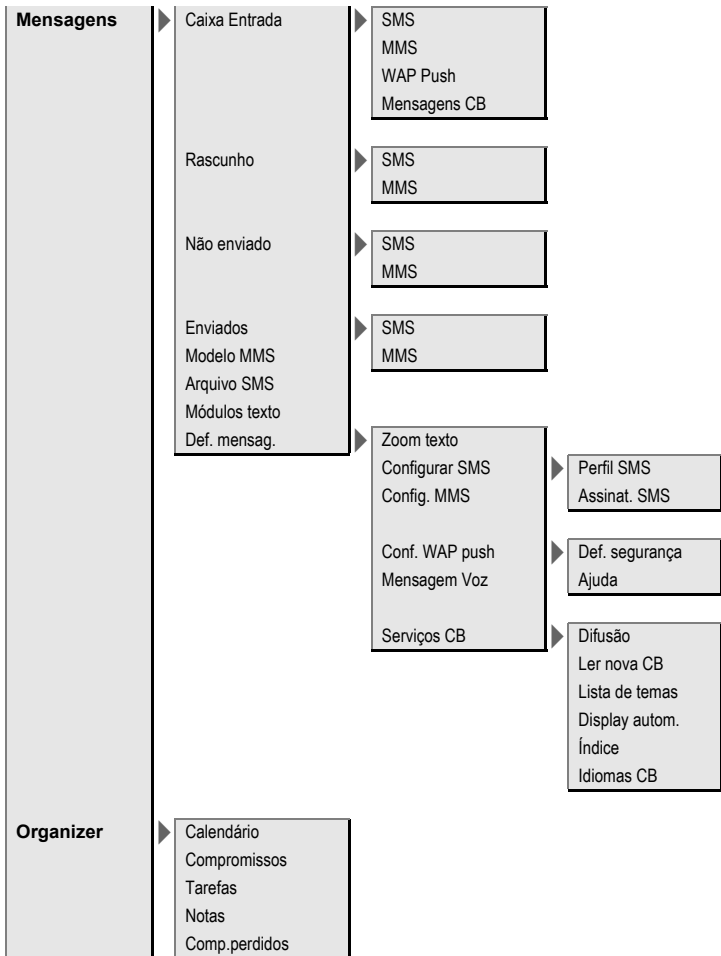 Mensagens
Caixa Entrada
SMS
MMS
WAP Push
Mensagens CB
Rascunho
SMS
MMS
Não enviado
SMS
MMS
Enviados
SMS
MMS
Modelo MMS
Arquivo SMS
Módulos texto
Def. mensag.
Zoom texto
Configurar SMS
Perfil SMS
Assinat. SMS
Config. MMS
Conf. WAP push
Def. segurança
Ajuda
Mensagem Voz
Serviços CB
Difusão
Ler nova CB
Lista de temas
Display autom.
Índice
Idiomas CB
Organizer
Calendário
Compromissos
Tarefas
Notas
Comp.perdidos